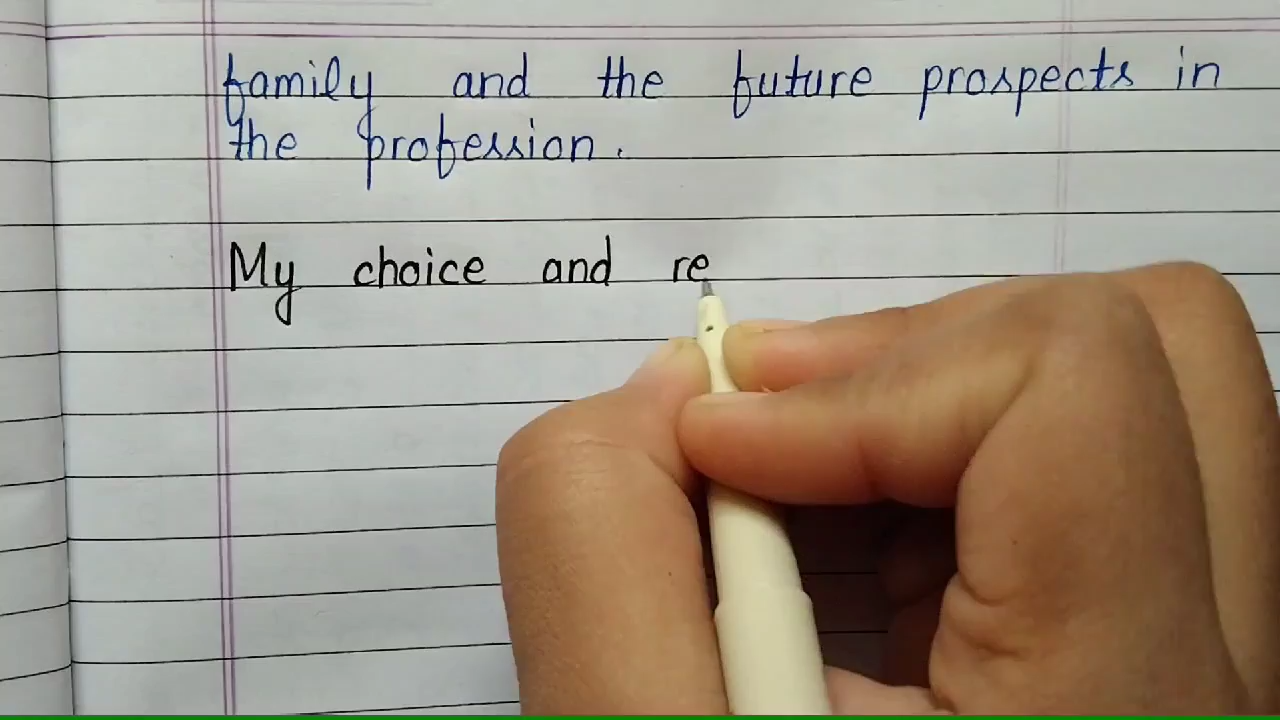 family and the future prospects in
the profession.
My choice and re